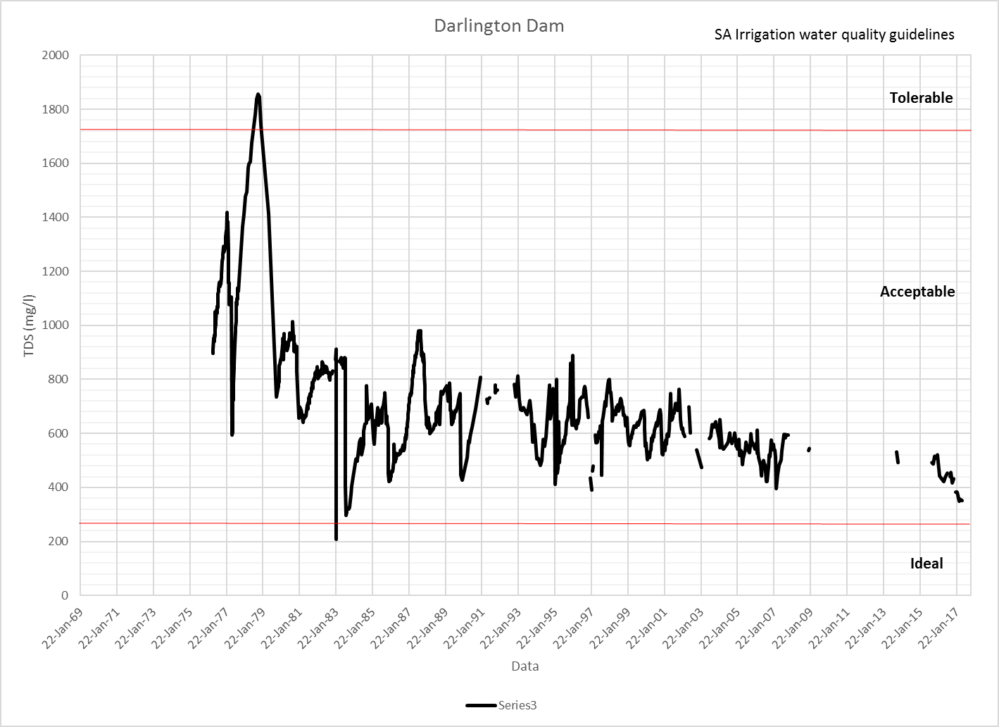 Darlington Dam
SA Irrigation water quality guidelines
2000
1800
1600
1400
1200
1000
800
600
400
200
0
TDS (mg/l)
Tolerable
Acceptable
Ideal
22-Jan-69
22-Jan-71
22-Jan-73
22-Jan-75
22-Jan-77
22-Jan-79
22-Jan-81
22-Jan-83
22-Jan-85
22-Jan-87
22-Jan-89
22-Jan-91
22-Jan-93
22-Jan-95
22-Jan-97
22-Jan-99
22-Jan-01
22-Jan-03
22-Jan-05
22-Jan-07
22-Jan-09
22-Jan-11
22-Jan-13
22-Jan-15
22-Jan-17
Data
Series3